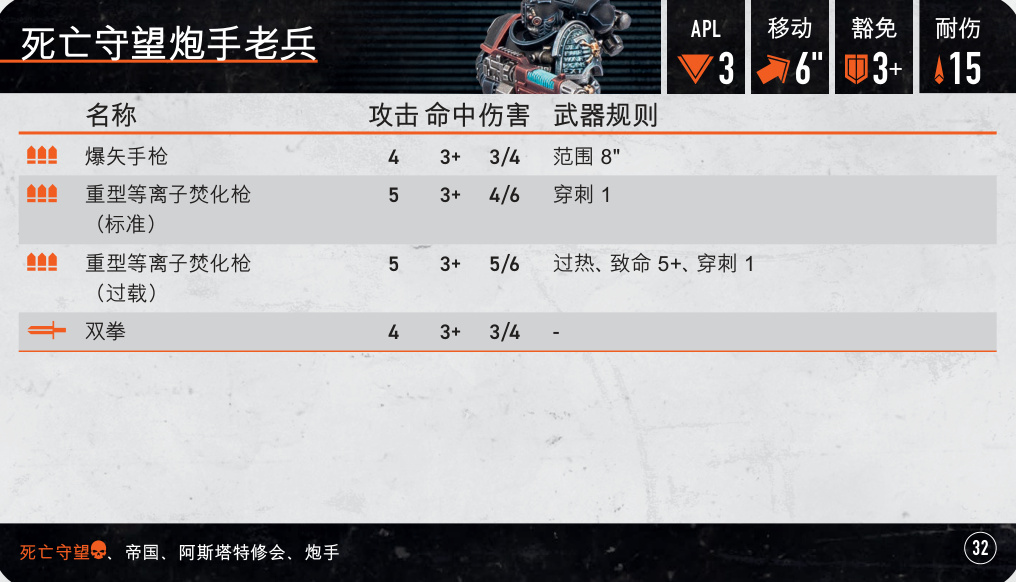 死亡守望炮手老兵
APL 移动 豁免 耐伤
3 6" 3+ 15
名称 攻击 命中 伤害 武器规则
爆矢手枪 4 3+ 3/4 范围 8"
重型等离子焚化枪 5 3+ 4/6 穿刺 1
（标准）
重型等离子焚化枪 5 3+ 5/6 过热、致命 5+、穿刺 1
（过载）
双拳 4 3+ 3/4 -
死亡守望、帝国、阿斯塔特修会、炮手
32